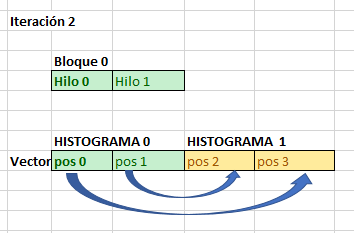 Iteración 2
Bloque 0
Hilo 0 Hilo 1
HISTOGRAMA 0 HISTOGRAMA 1
Vector pos 0 pos 1 pos 2 pos 3